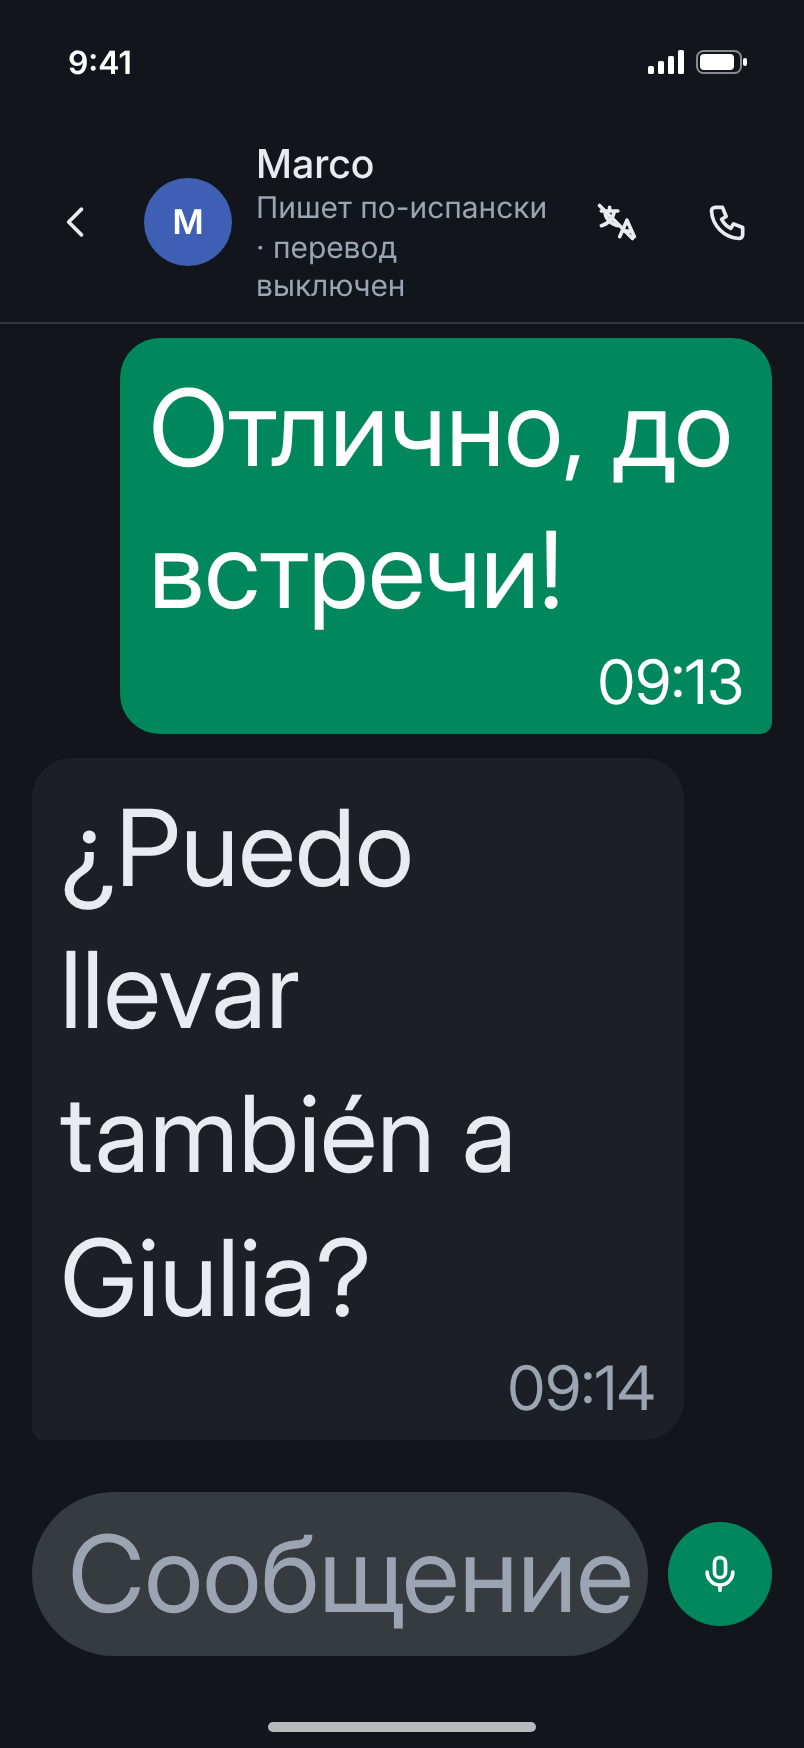 9:41
Marco
M
Пишет по-испански
· перевод
выключен
Отлично, до
встречи!
09:13
¿Puedo
llevar
también a
Giulia?
09:14
Сообщение